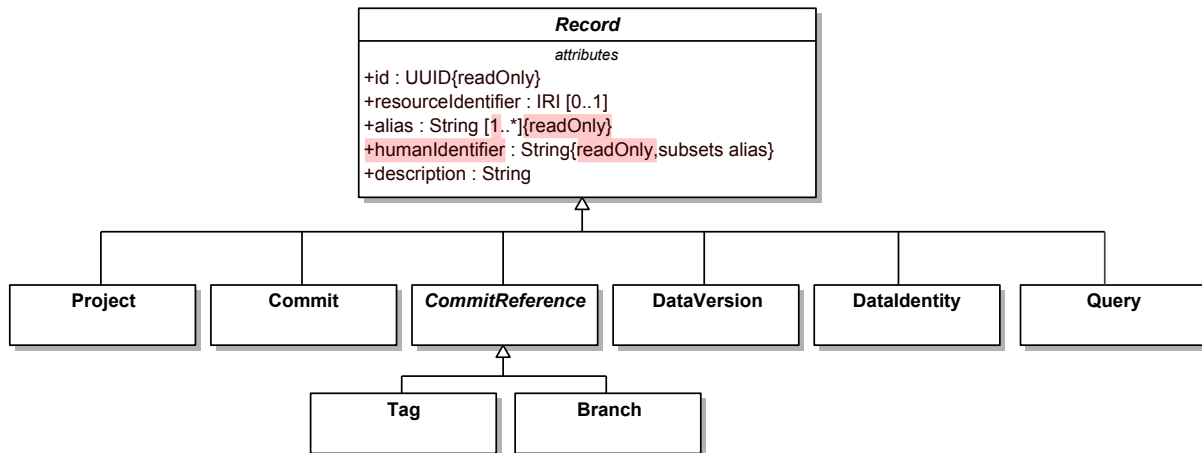 Record
attributes
+id : UUID{readOnly}
+resourceIdentifier : IRI [0..1]
+alias : String [1..*]{readOnly}
+humanIdentifier : String{readOnly,subsets alias}
+description : String
Project Commit CommitReference DataVersion DataIdentity Query
Tag Branch